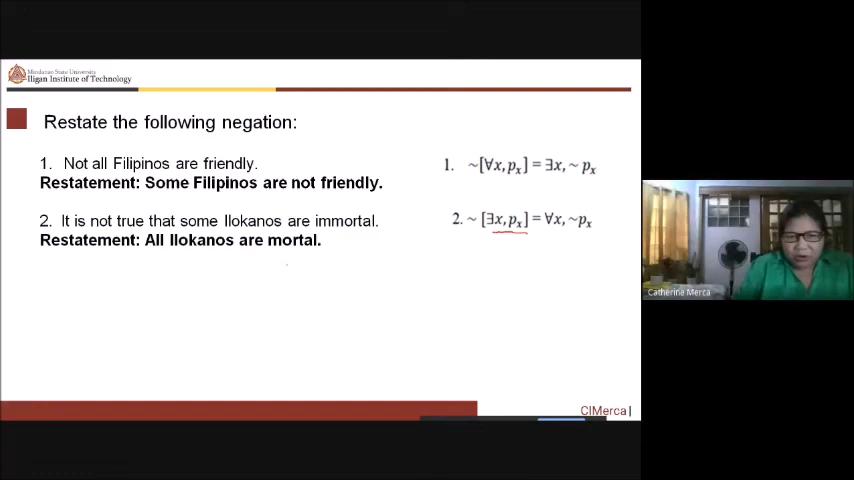 Mindanao State University
Iligan Institute of Technology
Restate the following negation:
1. Not all Filipinos are friendly.
Restatement: Some Filipinos are not friendly.
2. It is not true that some Ilokanos are immortal.
Restatement: All Ilokanos are mortal.
1. ~[∀x, pₓ] = ∃x, ~ pₓ
2. ~ [∃x, pₓ] = ∀x, ~pₓ
CIMerca|
Catherine Merca